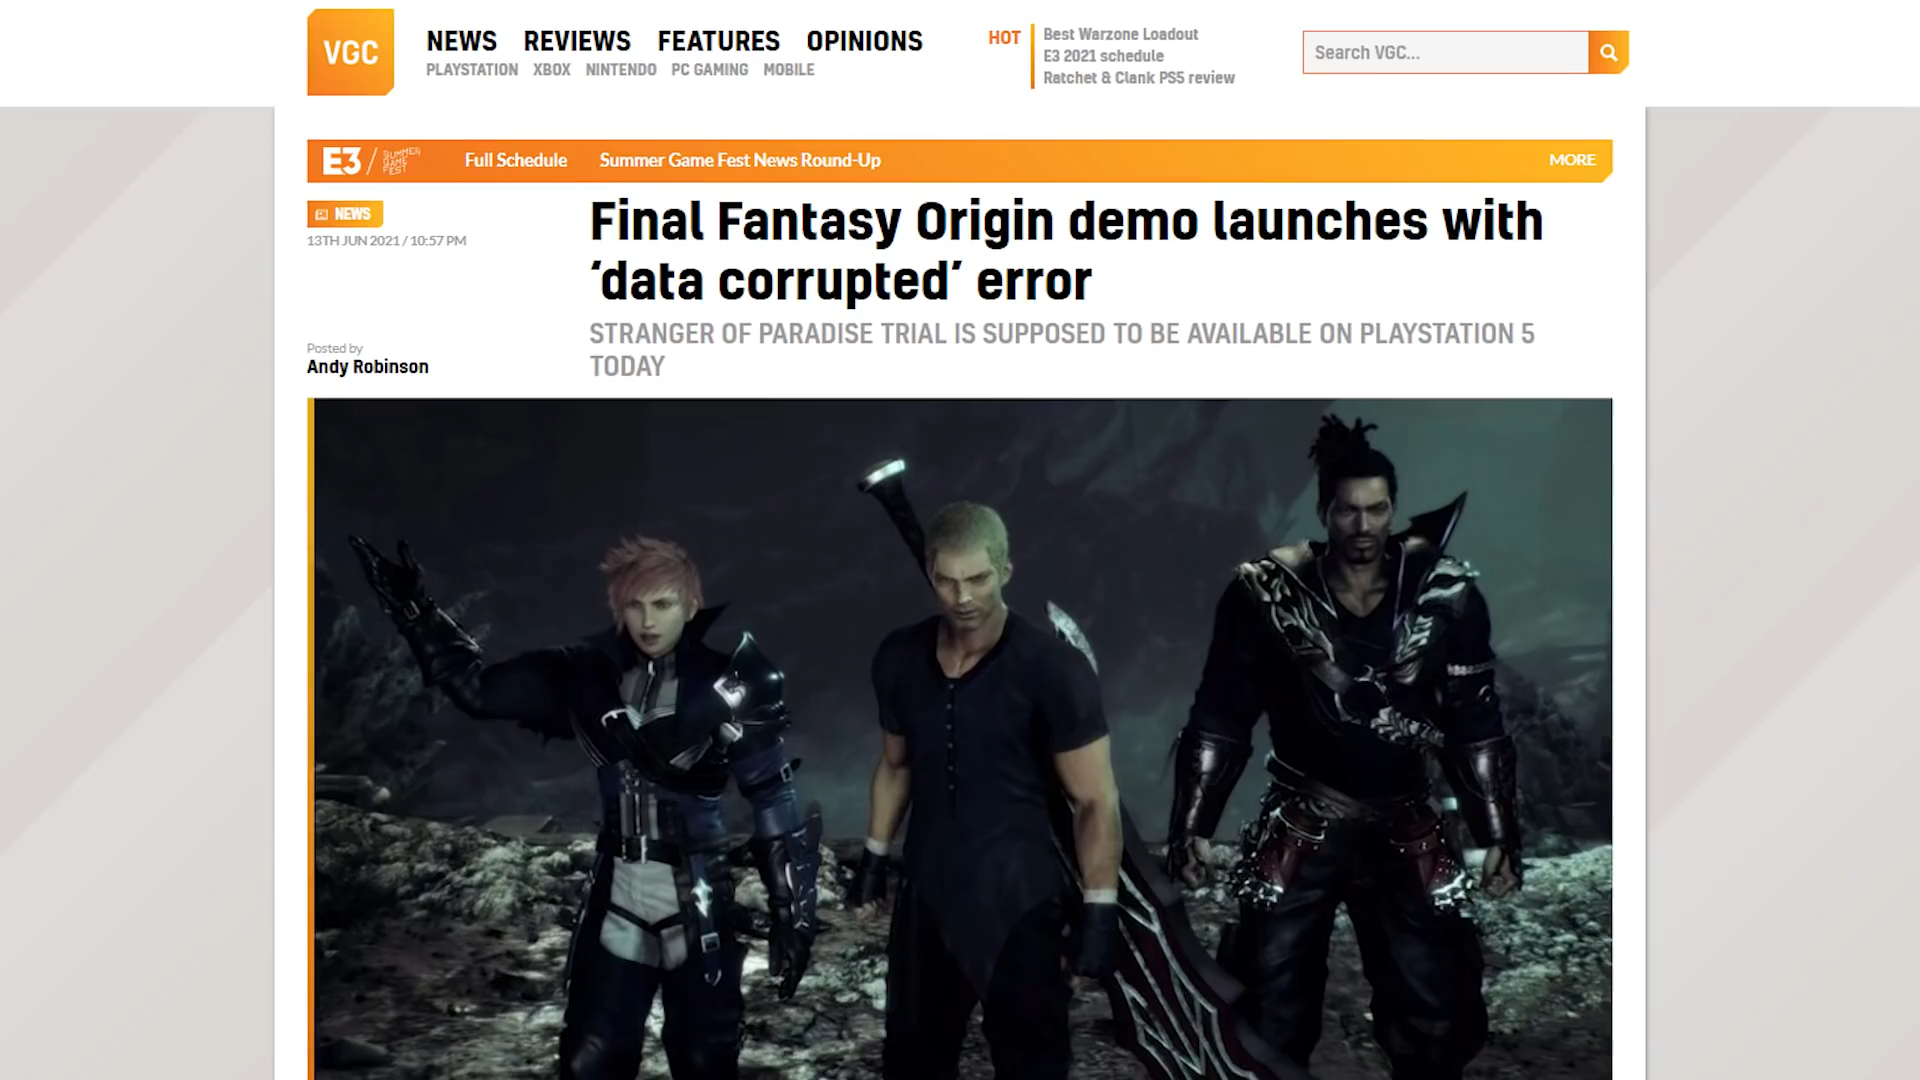 VGC
NEWS REVIEWS FEATURES OPINIONS
PLAYSTATION XBOX NINTENDO PC GAMING MOBILE
HOT
Best Warzone Loadout
E3 2021 schedule
Ratchet & Clank PS5 review
Search VGC...
E3 / SUMMER GAME FEST
Full Schedule
Summer Game Fest News Round-Up
MORE
NEWS
13TH JUN 2021 / 10:57 PM
Final Fantasy Origin demo launches with
‘data corrupted’ error
STRANGER OF PARADISE TRIAL IS SUPPOSED TO BE AVAILABLE ON PLAYSTATION 5
TODAY
Posted by
Andy Robinson